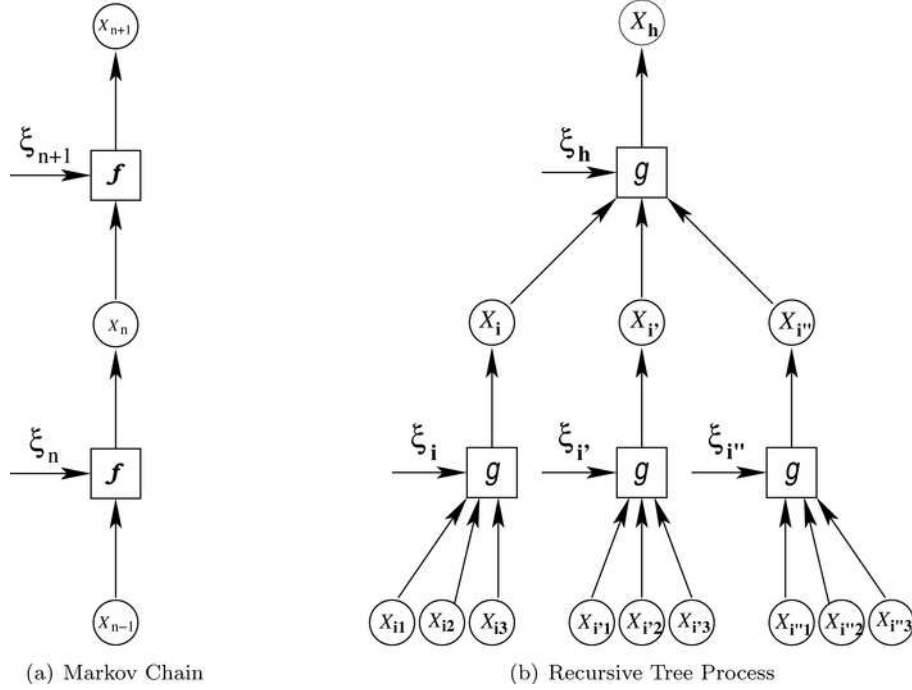 X_{n+1} X_h
ξ_{n+1} f ξ_h g
X_n X_i X_{i'} X_{i"}
ξ_n f ξ_i g ξ_{i'} g ξ_{i"} g
X_{n−1} X_{i1} X_{i2} X_{i3} X_{i'1} X_{i'2} X_{i'3} X_{i"1} X_{i"2} X_{i"3}
(a) Markov Chain (b) Recursive Tree Process